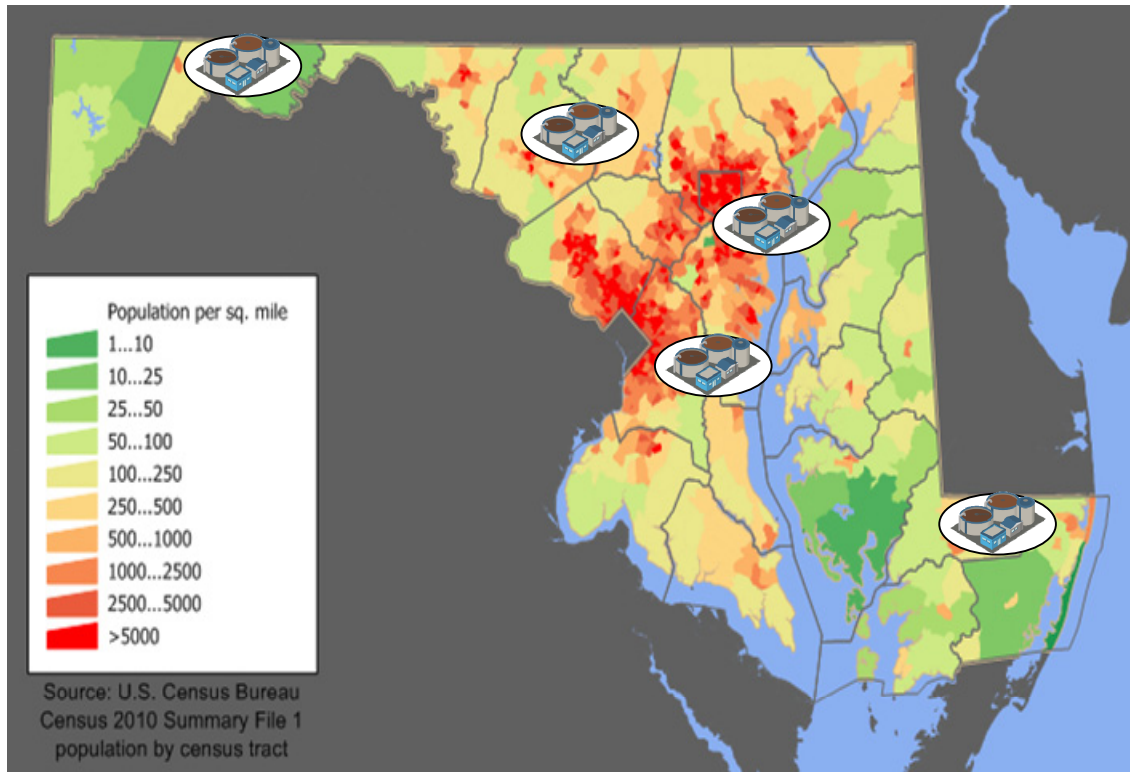 Population per sq. mile
1...10
10...25
25...50
50...100
100...250
250...500
500...1000
1000...2500
2500...5000
>5000
Source: U.S. Census Bureau
Census 2010 Summary File 1
population by census tract